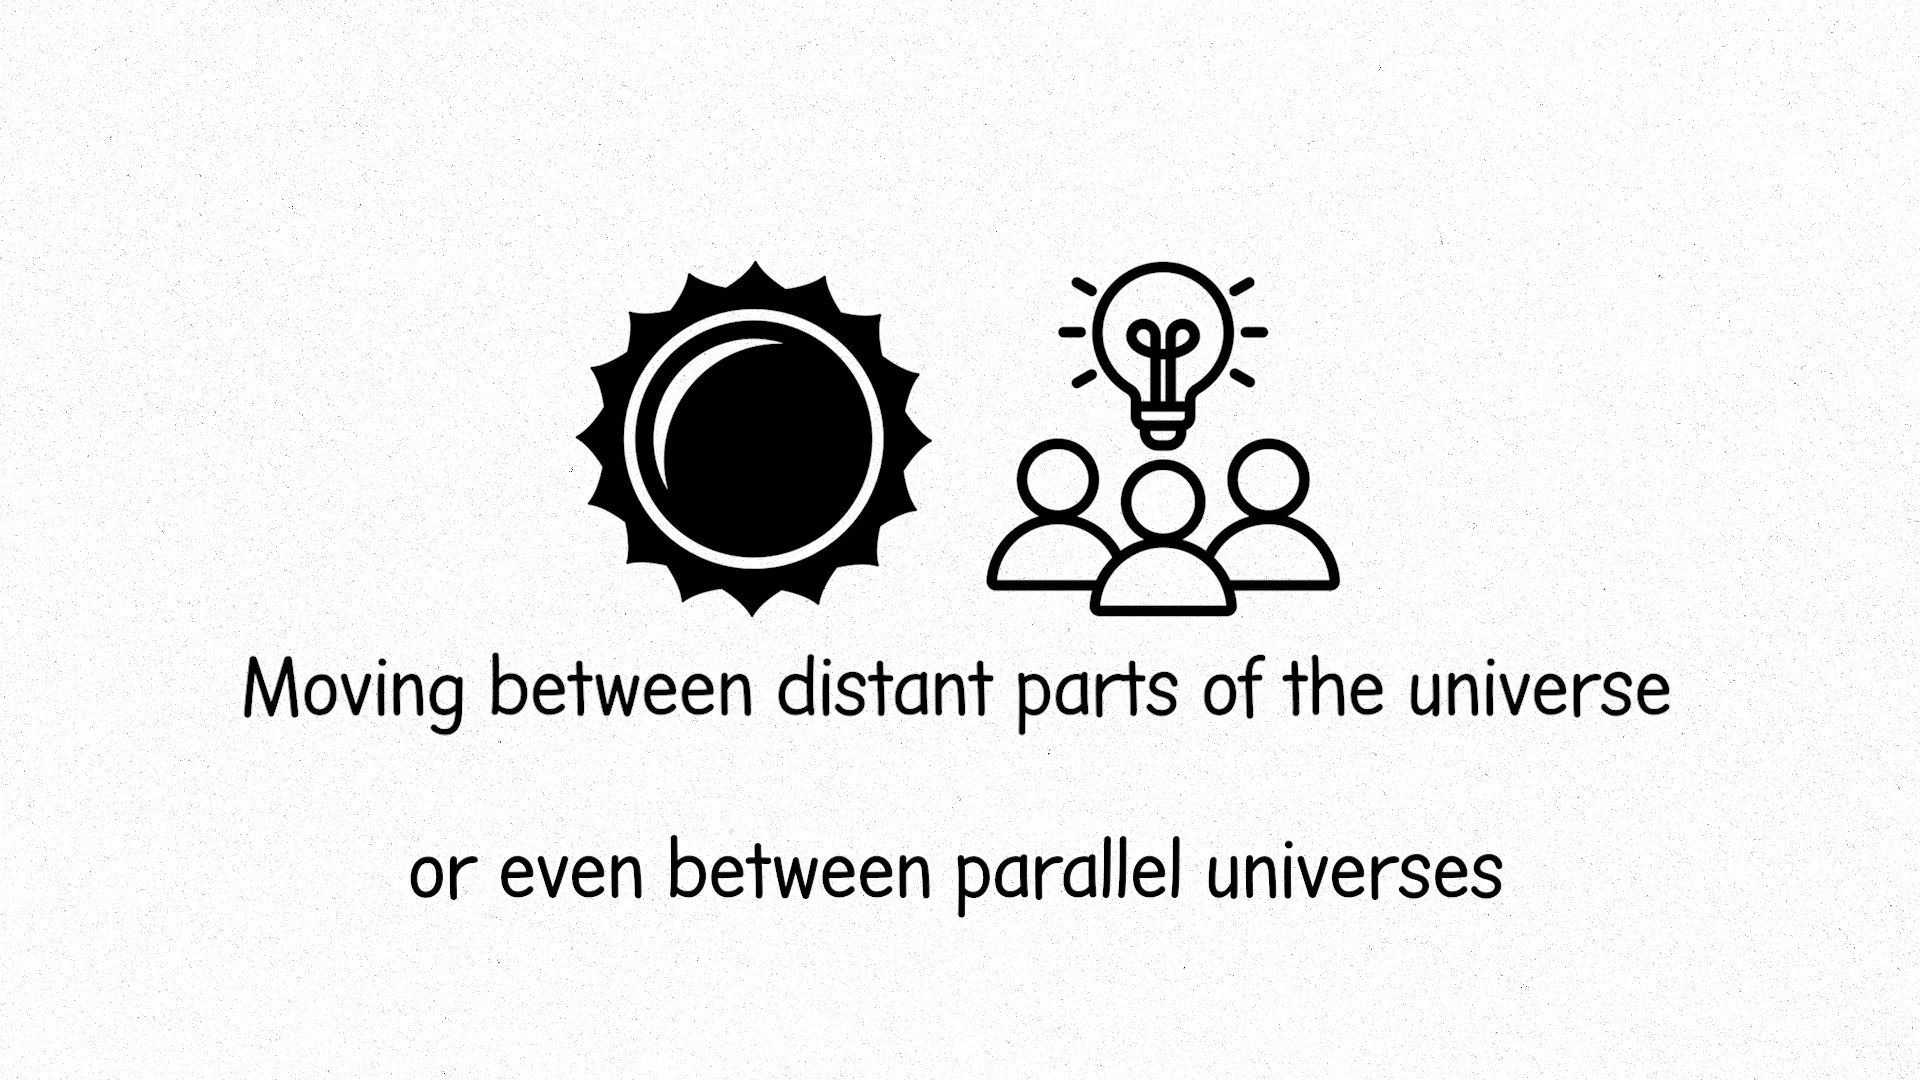 Moving between distant parts of the universe
or even between parallel universes